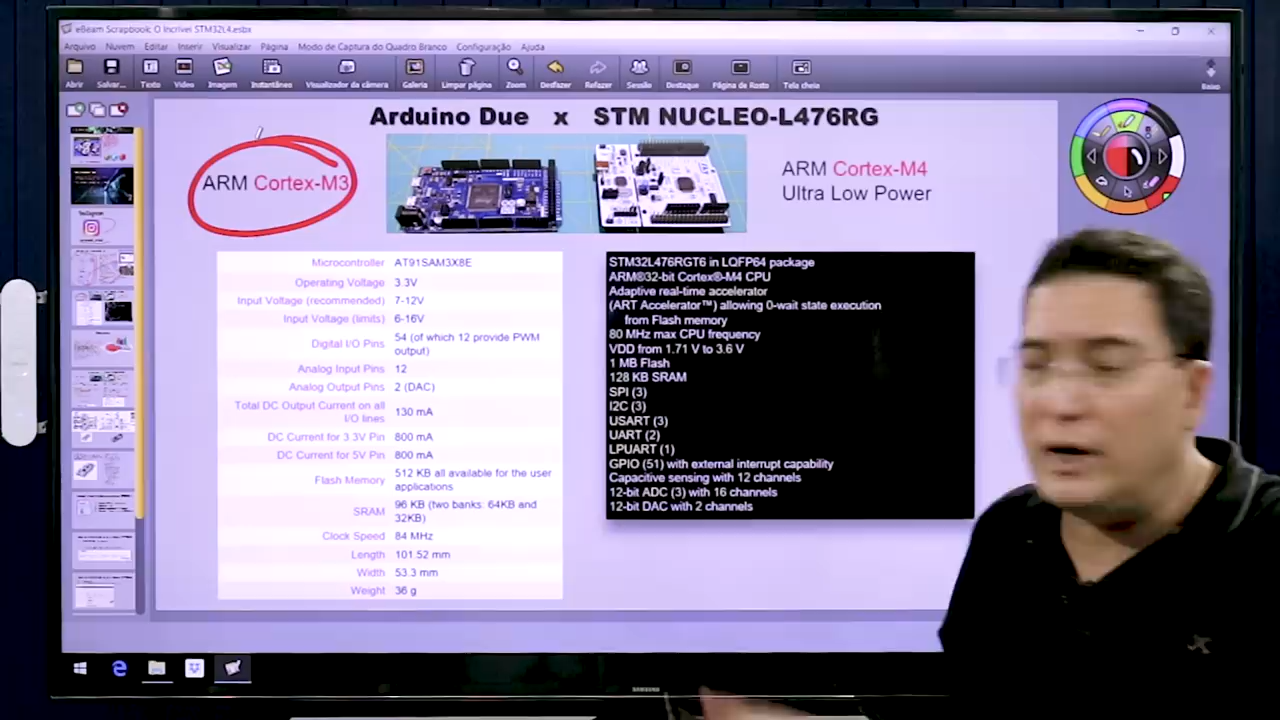 eBeam Scrapbook: O Incrível STM32L4.esbx
Arquivo Nuvem Editar Inserir Visualizar Página Modo de Captura do Quadro Branco Configuração Ajuda
Abrir Salvar... Texto Vídeo Imagem Instantâneo Visualizador da câmera Galeria Limpar página Zoom Desfazer Refazer Sessão Destaque Página de Rosto Tela cheia Baixo
Arduino Due x STM NUCLEO-L476RG
ARM Cortex-M3
ARM Cortex-M4
Ultra Low Power
Microcontroller AT91SAM3X8E
Operating Voltage 3.3V
Input Voltage (recommended) 7-12V
Input Voltage (limits) 6-16V
Digital I/O Pins 54 (of which 12 provide PWM
output)
Analog Input Pins 12
Analog Output Pins 2 (DAC)
Total DC Output Current on all
I/O lines 130 mA
DC Current for 3.3V Pin 800 mA
DC Current for 5V Pin 800 mA
Flash Memory 512 KB all available for the user
applications
SRAM 96 KB (two banks: 64KB and
32KB)
Clock Speed 84 MHz
Length 101.52 mm
Width 53.3 mm
Weight 36 g
STM32L476RGT6 in LQFP64 package
ARM®32-bit Cortex®-M4 CPU
Adaptive real-time accelerator
(ART Accelerator™) allowing 0-wait state execution
from Flash memory
80 MHz max CPU frequency
VDD from 1.71 V to 3.6 V
1 MB Flash
128 KB SRAM
SPI (3)
I2C (3)
USART (3)
UART (2)
LPUART (1)
GPIO (51) with external interrupt capability
Capacitive sensing with 12 channels
12-bit ADC (3) with 16 channels
12-bit DAC with 2 channels
Instagram
SAMSUNG